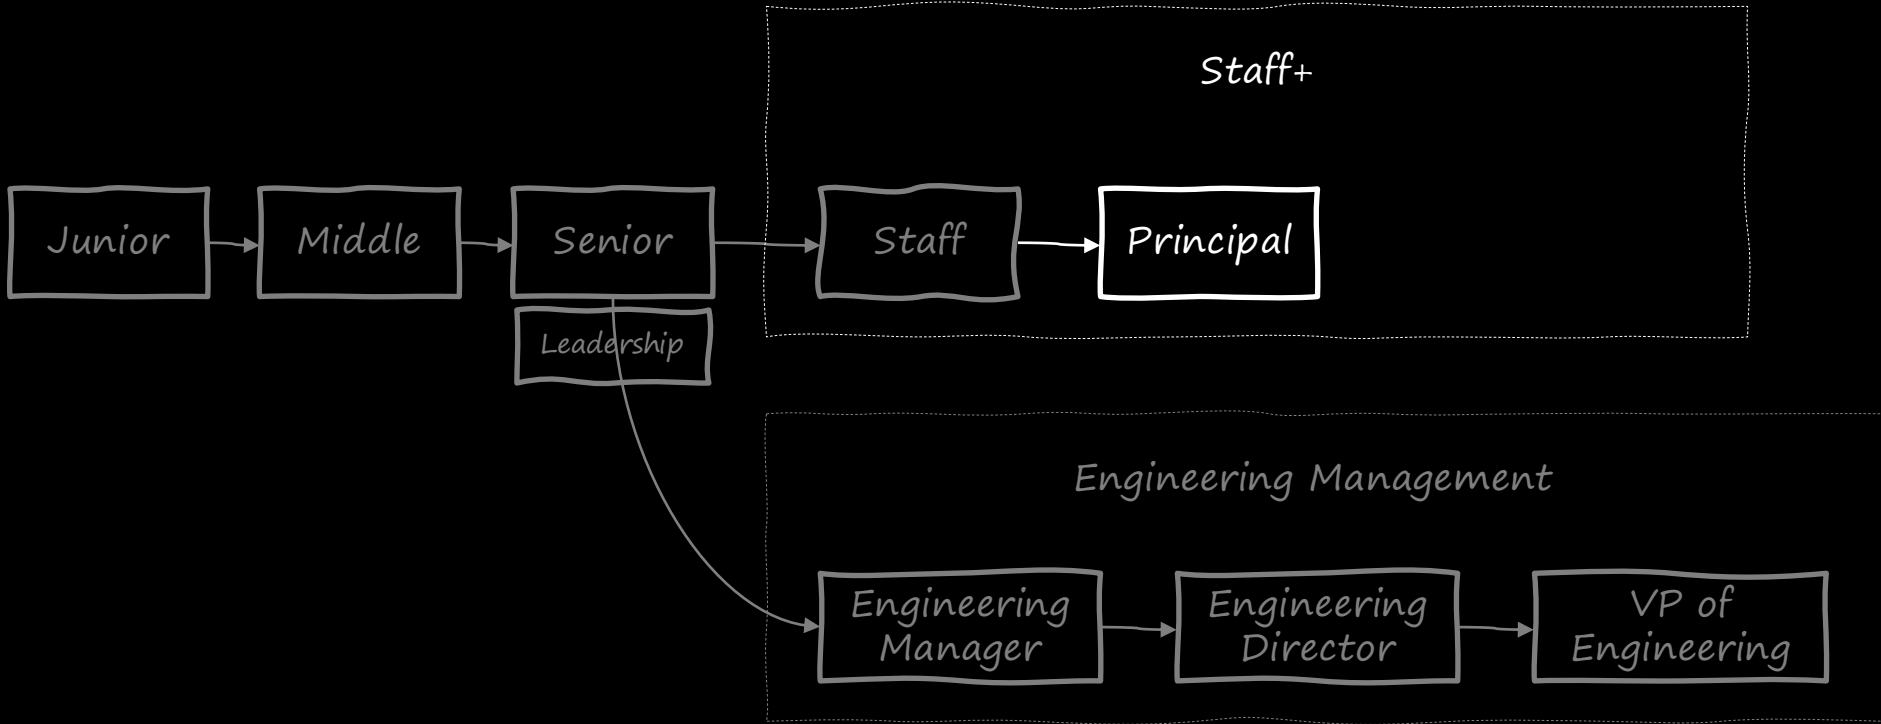 Staff+
Junior
Middle
Senior
Staff
Principal
Leadership
Engineering Management
Engineering
Manager
Engineering
Director
VP of
Engineering